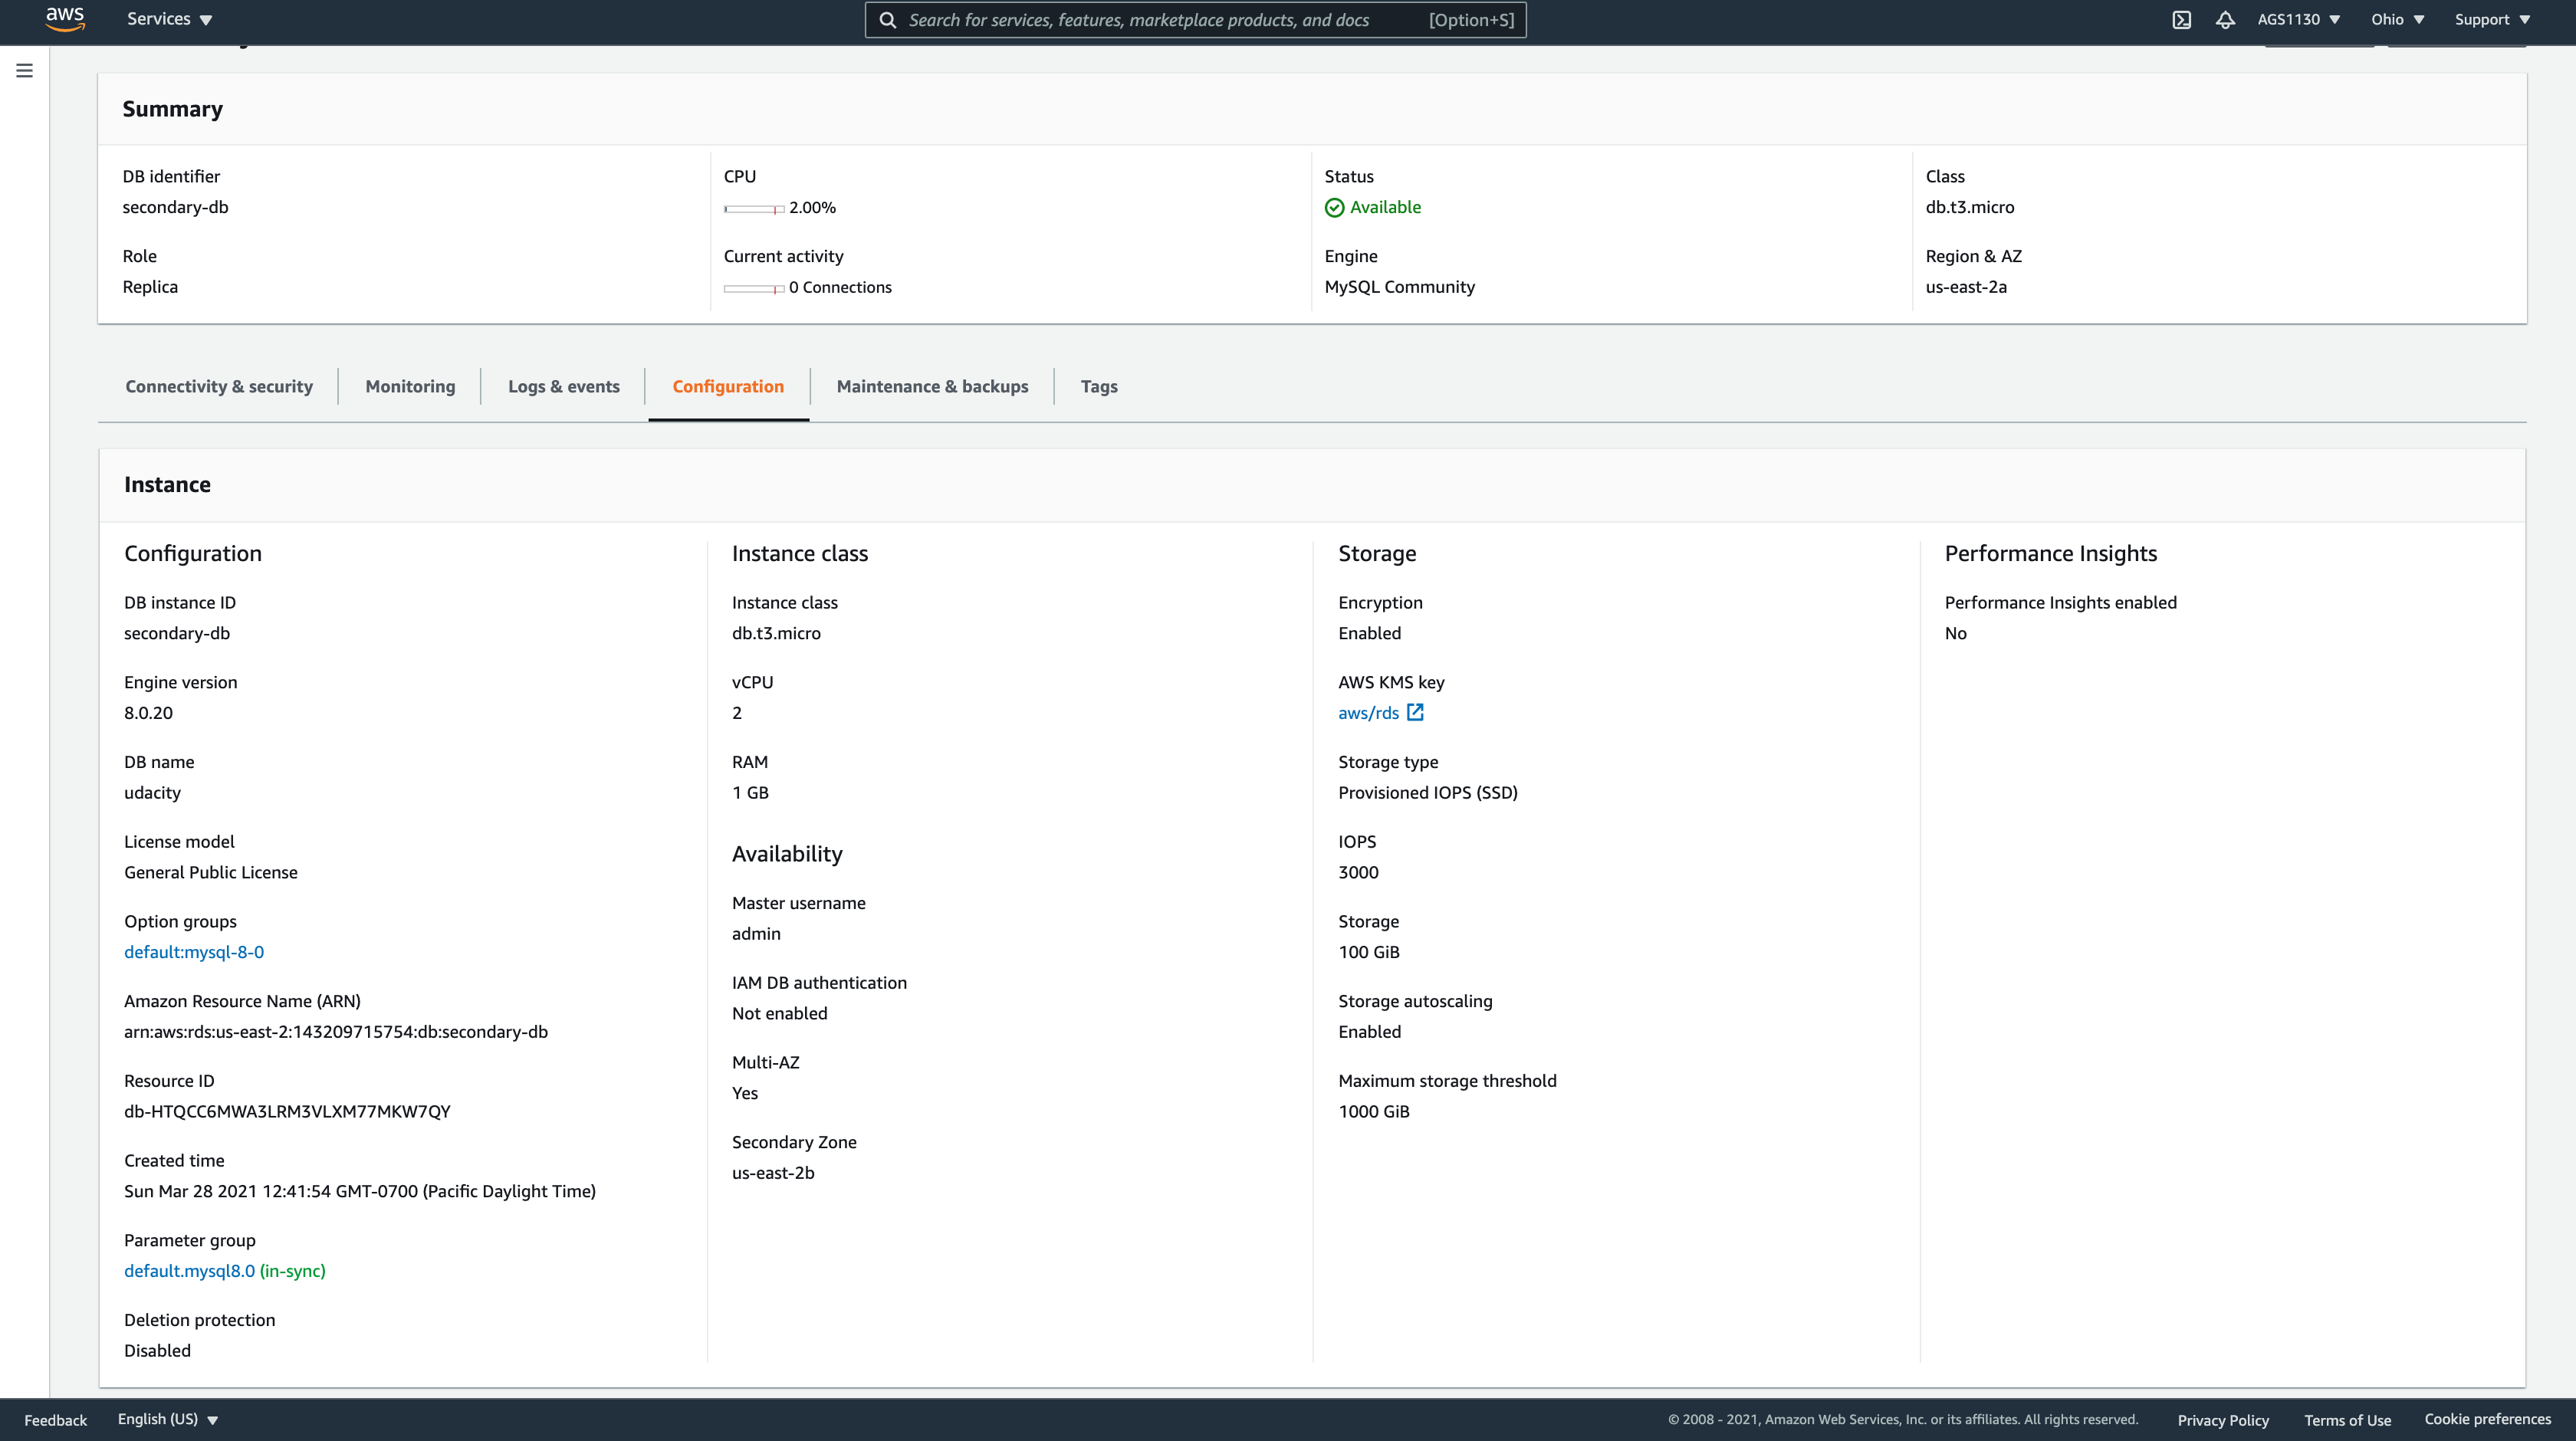 aws
Services
Search for services, features, marketplace products, and docs [Option+S]
AGS1130
Ohio
Support
Summary
DB identifier
secondary-db
CPU
2.00%
Status
Available
Class
db.t3.micro
Role
Replica
Current activity
0 Connections
Engine
MySQL Community
Region & AZ
us-east-2a
Connectivity & security
Monitoring
Logs & events
Configuration
Maintenance & backups
Tags
Instance
Configuration
DB instance ID
secondary-db
Engine version
8.0.20
DB name
udacity
License model
General Public License
Option groups
default:mysql-8-0
Amazon Resource Name (ARN)
arn:aws:rds:us-east-2:143209715754:db:secondary-db
Resource ID
db-HTQCC6MWA3LRM3VLXM77MKW7QY
Created time
Sun Mar 28 2021 12:41:54 GMT-0700 (Pacific Daylight Time)
Parameter group
default.mysql8.0 (in-sync)
Deletion protection
Disabled
Instance class
Instance class
db.t3.micro
vCPU
2
RAM
1 GB
Availability
Master username
admin
IAM DB authentication
Not enabled
Multi-AZ
Yes
Secondary Zone
us-east-2b
Storage
Encryption
Enabled
AWS KMS key
aws/rds
Storage type
Provisioned IOPS (SSD)
IOPS
3000
Storage
100 GiB
Storage autoscaling
Enabled
Maximum storage threshold
1000 GiB
Performance Insights
Performance Insights enabled
No
Feedback
English (US)
© 2008 - 2021, Amazon Web Services, Inc. or its affiliates. All rights reserved.
Privacy Policy
Terms of Use
Cookie preferences